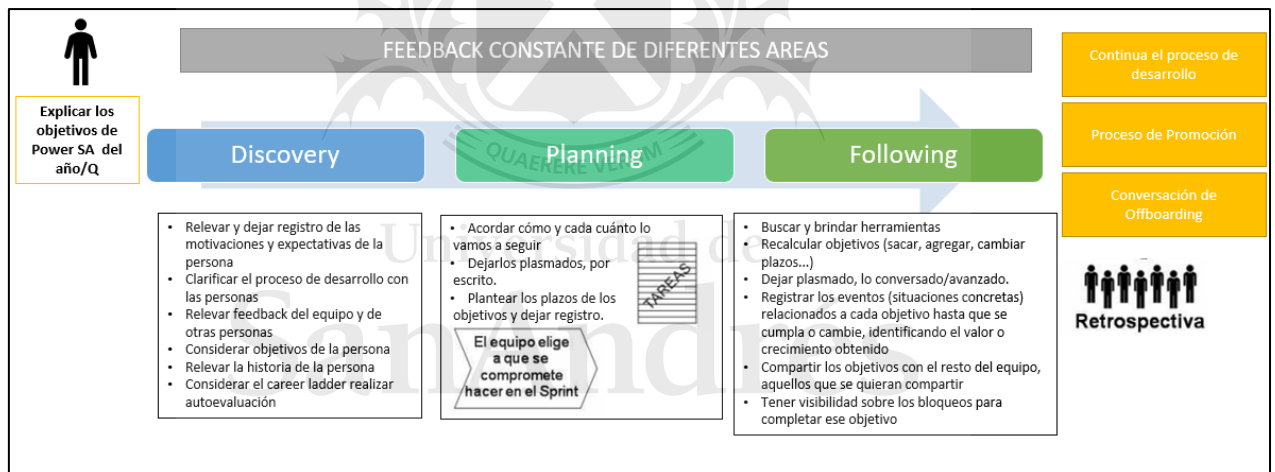 FEEDBACK CONSTANTE DE DIFERENTES AREAS
Explicar los
objetivos de
Power SA del
año/Q
Discovery
Planning
Following
Continua el proceso de
desarrollo
Proceso de Promoción
Conversación de
Offboarding
QUAERERE VERUM
Universidad de
SanAndrés
• Relevar y dejar registro de las
motivaciones y expectativas de la
persona
• Clarificar el proceso de desarrollo con
las personas
• Relevar feedback del equipo y de
otras personas
• Considerar objetivos de la persona
• Relevar la historia de la persona
• Considerar el career ladder realizar
autoevaluación
• Acordar cómo y cada cuánto lo
vamos a seguir
• Dejarlos plasmados, por
escrito.
• Plantear los plazos de los
objetivos y dejar registro.
TAREAS
El equipo elige
a que se
compromete
hacer en el Sprint
• Buscar y brindar herramientas
• Recalcular objetivos (sacar, agregar, cambiar
plazos...)
• Dejar plasmado, lo conversado/avanzado.
• Registrar los eventos (situaciones concretas)
relacionados a cada objetivo hasta que se
cumpla o cambie, identificando el valor o
crecimiento obtenido
• Compartir los objetivos con el resto del equipo,
aquellos que se quieran compartir
• Tener visibilidad sobre los bloqueos para
completar ese objetivo
Retrospectiva